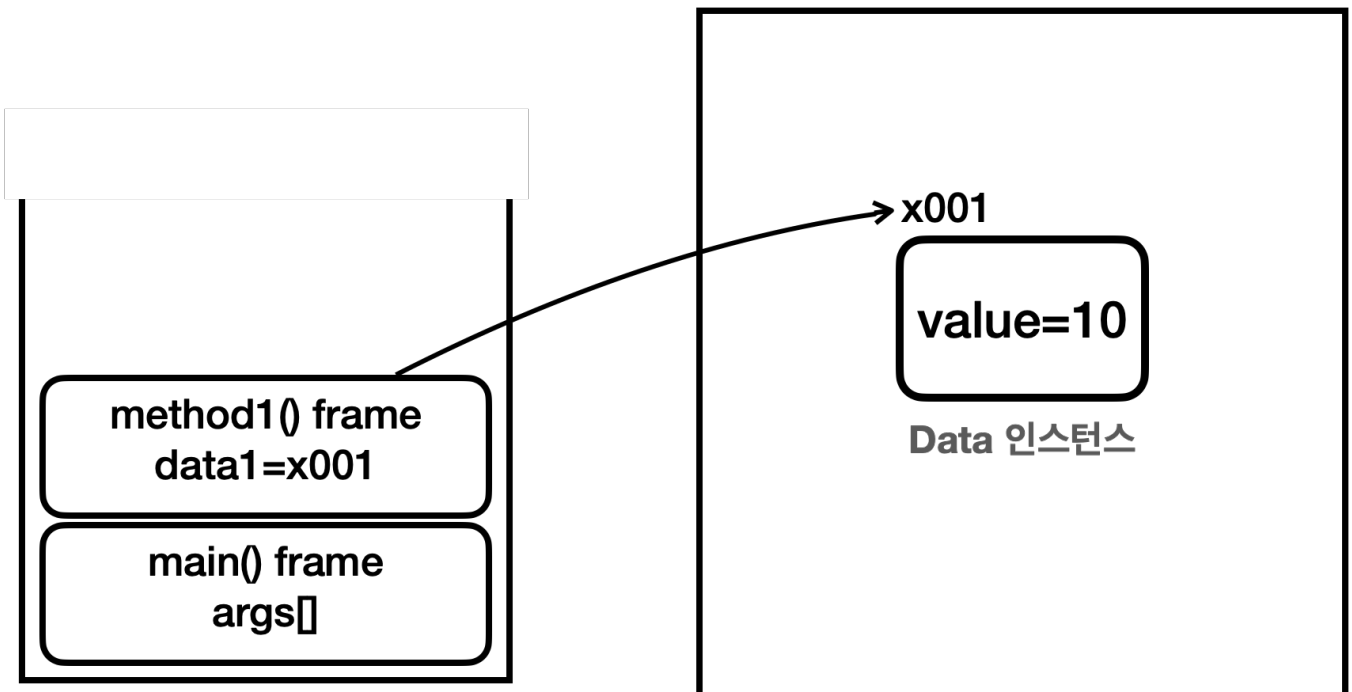 x001
value=10
Data 인스턴스
method1() frame
data1=x001
main() frame
args[]